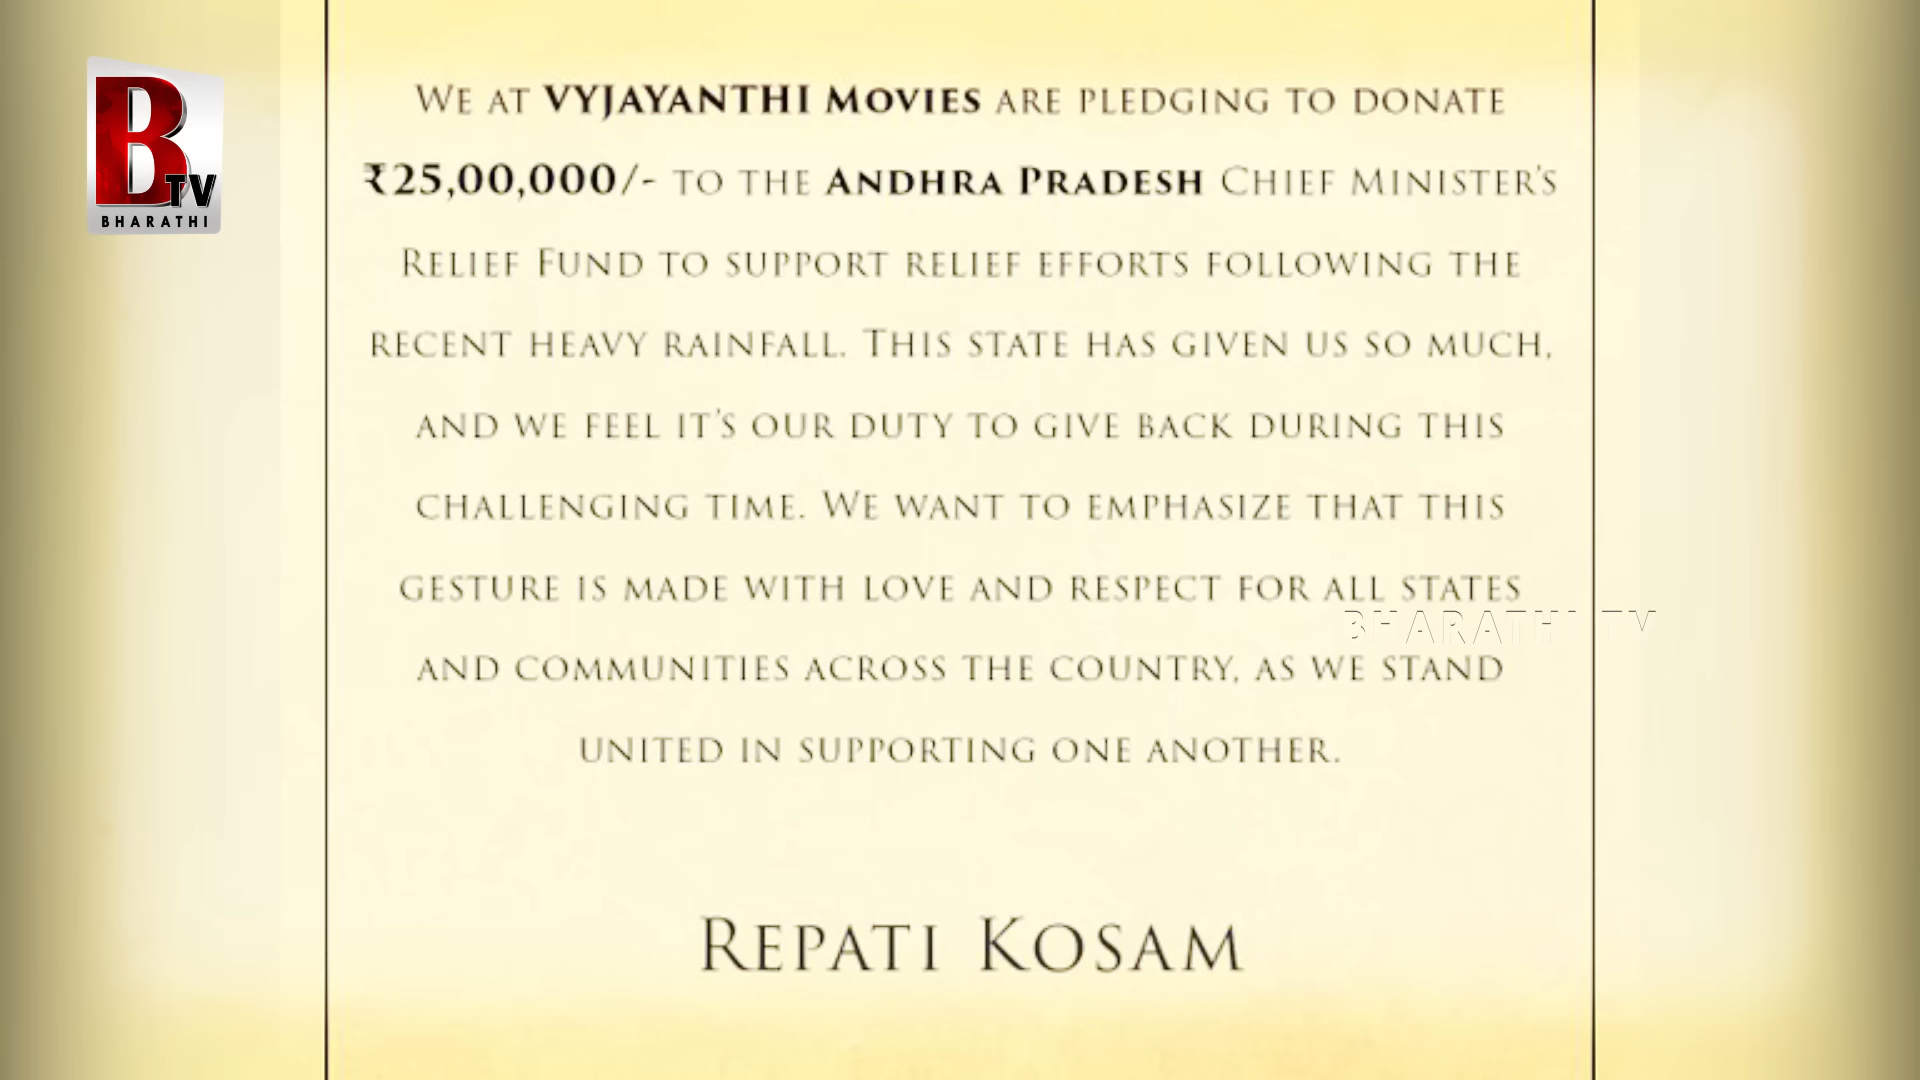 WE AT VYJAYANTHI MOVIES ARE PLEDGING TO DONATE
₹25,00,000/- TO THE ANDHRA PRADESH CHIEF MINISTER'S
RELIEF FUND TO SUPPORT RELIEF EFFORTS FOLLOWING THE
RECENT HEAVY RAINFALL. THIS STATE HAS GIVEN US SO MUCH,
AND WE FEEL IT'S OUR DUTY TO GIVE BACK DURING THIS
CHALLENGING TIME. WE WANT TO EMPHASIZE THAT THIS
GESTURE IS MADE WITH LOVE AND RESPECT FOR ALL STATES
AND COMMUNITIES ACROSS THE COUNTRY, AS WE STAND
UNITED IN SUPPORTING ONE ANOTHER.
REPATI KOSAM
B TV
BHARATHI
BHARATHI TV